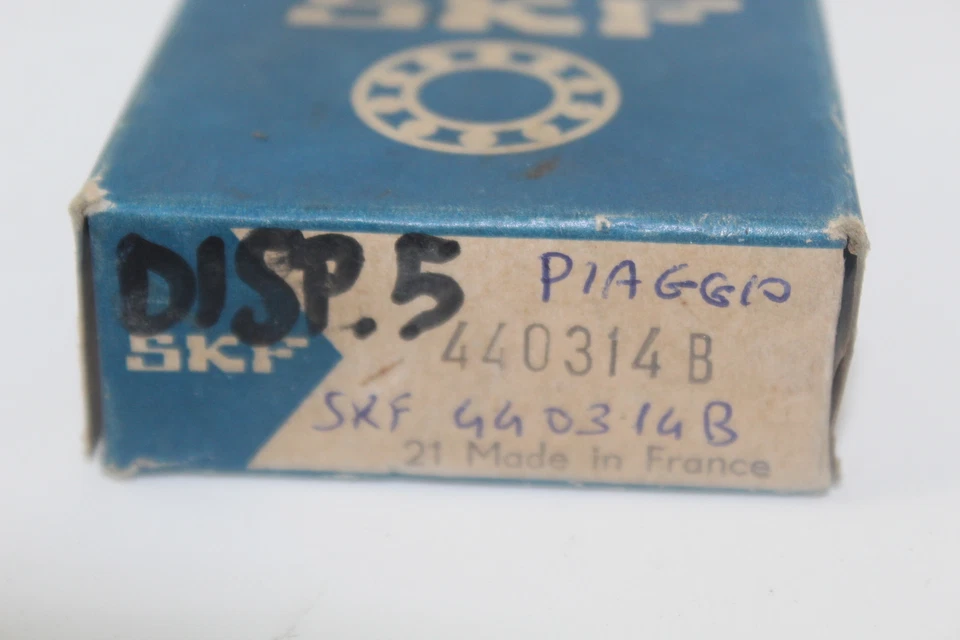 SKF
DISP.5
PIAGGIO
SKF
440314 B
SKF 440314B
21 Made in France